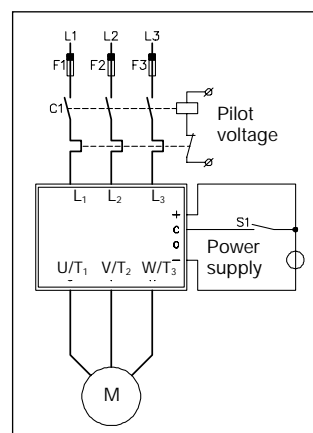 L1 L2 L3
F1 F2 F3
C1
Pilot
voltage
L1 L2 L3
+
C
O
−
S1
Power
supply
U/T1 V/T2 W/T3
M